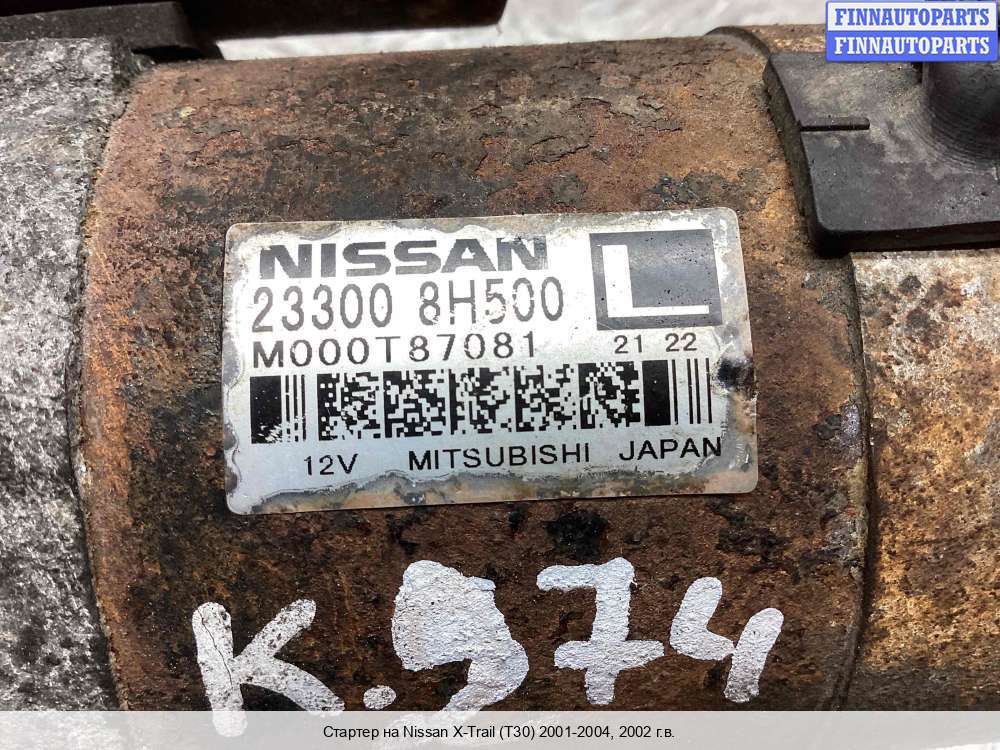 FINNAUTOPARTS
FINNAUTOPARTS
NISSAN L
23300 8H500
M000T87081 21 22
12V MITSUBISHI JAPAN
K.974
Стартер на Nissan X-Trail (T30) 2001-2004, 2002 г.в.